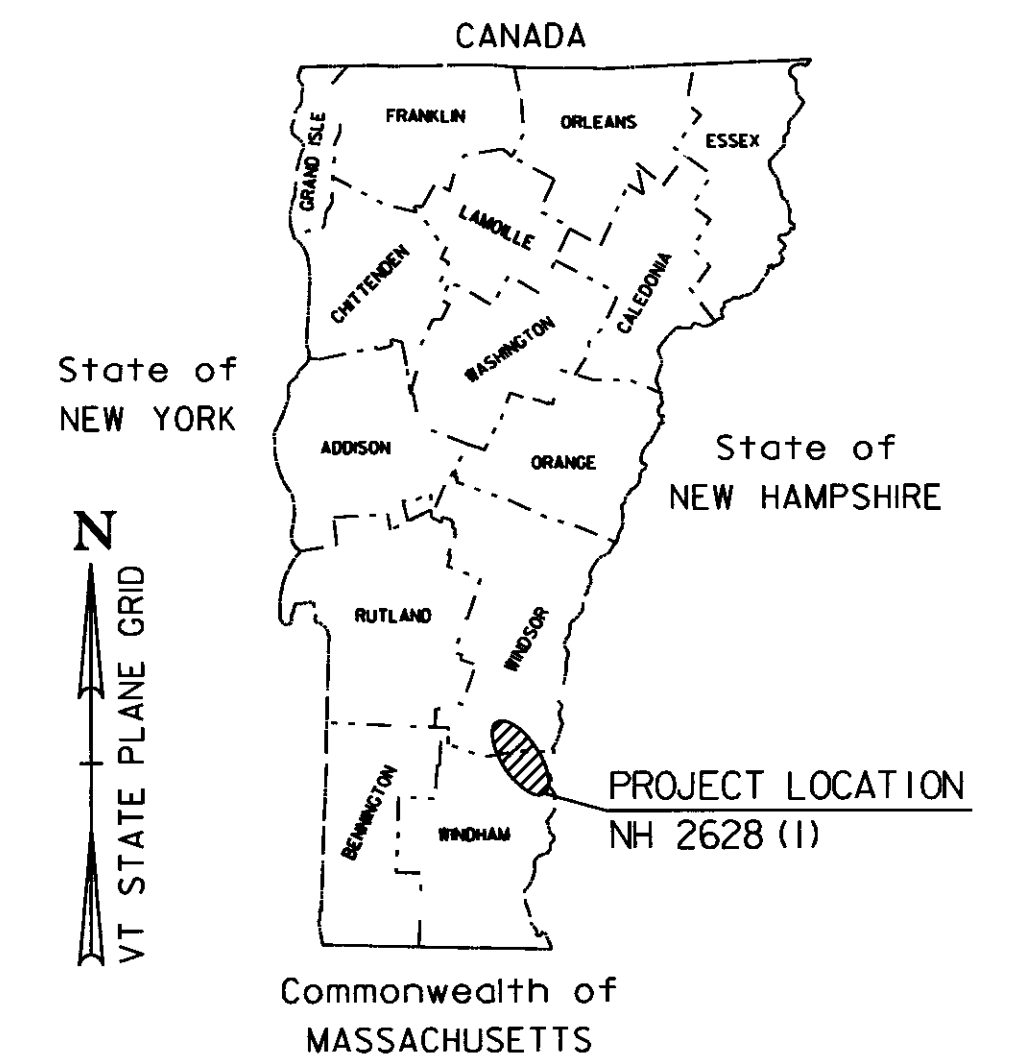 CANADA
FRANKLIN
ORLEANS
ESSEX
GRAND ISLE
LAMOILLE
CHITTENDEN
CALEDONIA
WASHINGTON
State of
NEW YORK
ADDISON
ORANGE
State of
NEW HAMPSHIRE
N
VT STATE PLANE GRID
RUTLAND
WINDSOR
PROJECT LOCATION
NH 2628 (1)
BENNINGTON
WINDHAM
Commonwealth of
MASSACHUSETTS